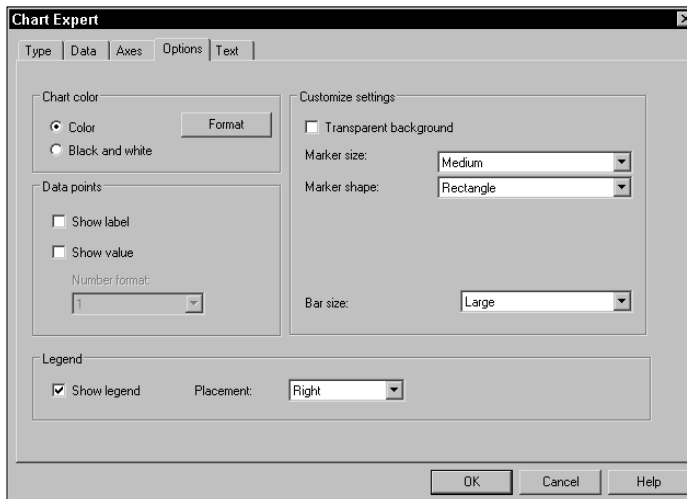 Chart Expert
Type Data Axes Options Text
Chart color
Color
Format
Black and white
Data points
Show label
Show value
Number format:
1
Customize settings
Transparent background
Marker size: Medium
Marker shape: Rectangle
Bar size: Large
Legend
Show legend Placement: Right
OK Cancel Help